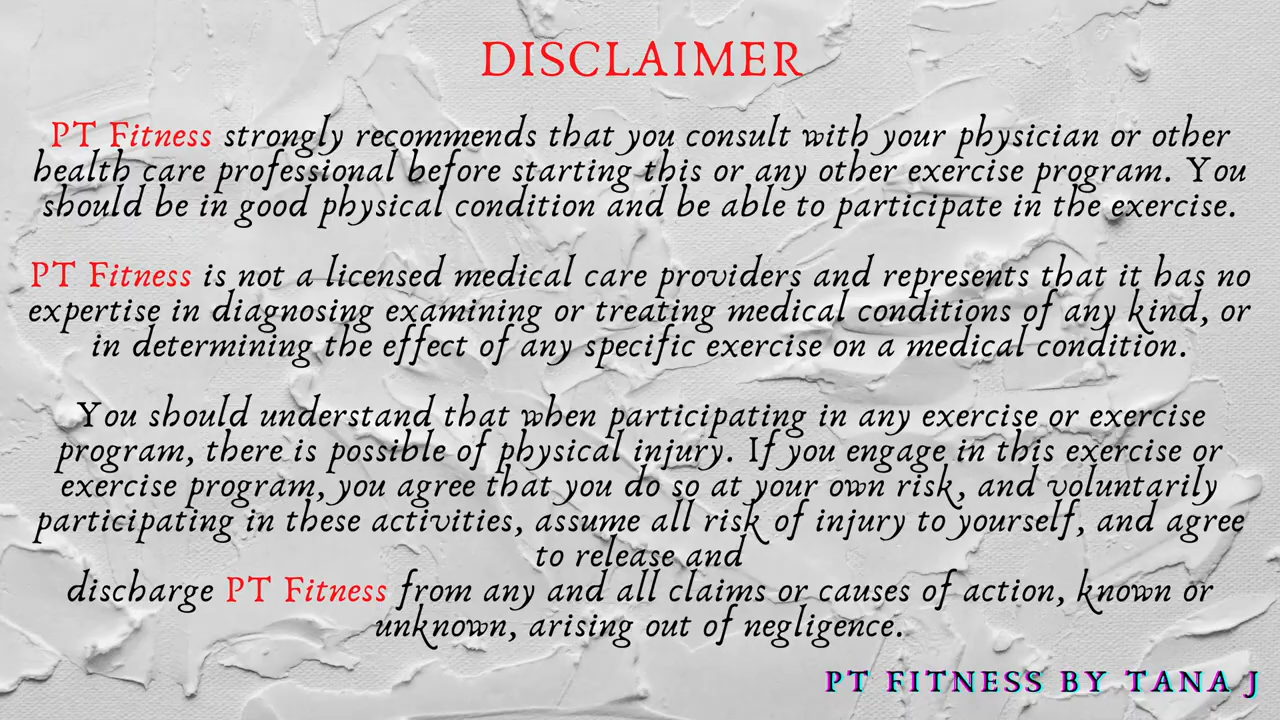 DISCLAIMER
PT Fitness strongly recommends that you consult with your physician or other
health care professional before starting this or any other exercise program. You
should be in good physical condition and be able to participate in the exercise.
PT Fitness is not a licensed medical care providers and represents that it has no
expertise in diagnosing examining or treating medical conditions of any kind, or
in determining the effect of any specific exercise on a medical condition.
You should understand that when participating in any exercise or exercise
program, there is possible of physical injury. If you engage in this exercise or
exercise program, you agree that you do so at your own risk, and voluntarily
participating in these activities, assume all risk of injury to yourself, and agree
to release and
discharge PT Fitness from any and all claims or causes of action, known or
unknown, arising out of negligence.
PT FITNESS BY TANA J